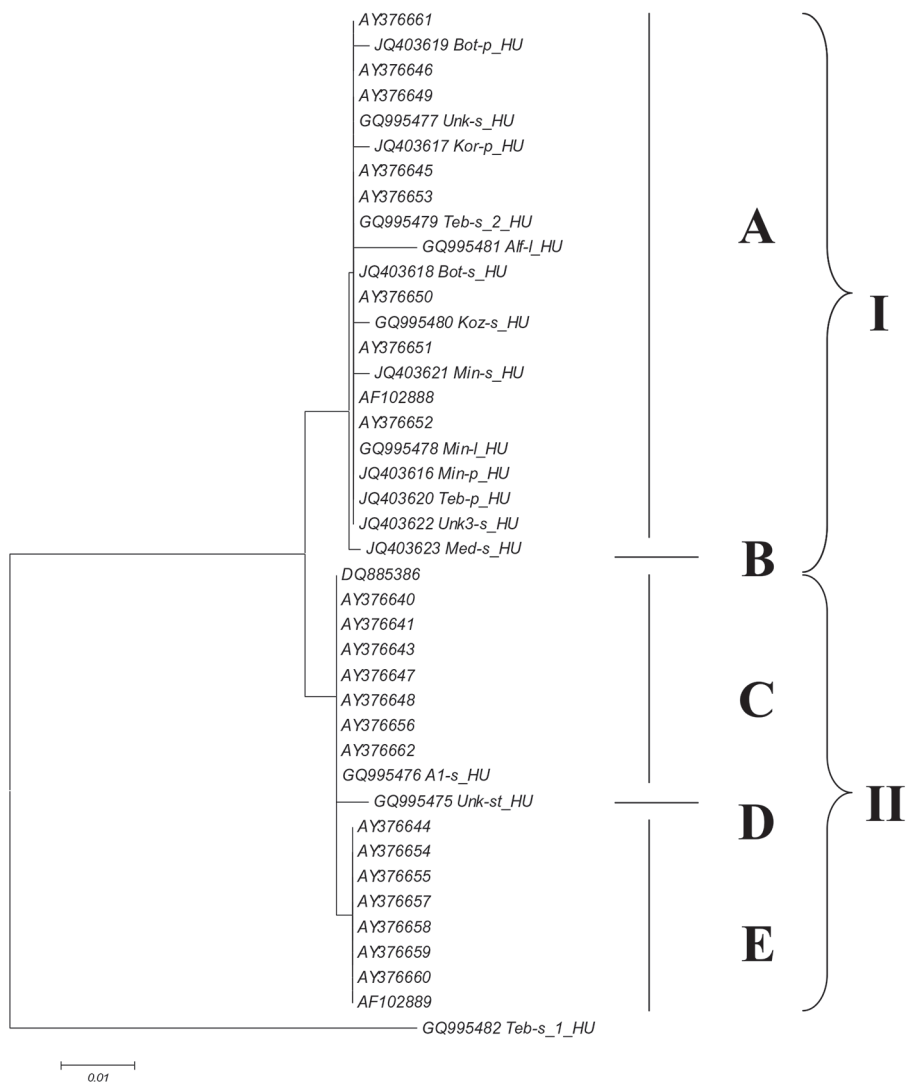 AY376661
JQ403619 Bot-p_HU
AY376646
AY376649
GQ995477 Unk-s_HU
JQ403617 Kor-p_HU
AY376645
AY376653
GQ995479 Teb-s_2_HU
GQ995481 Alf-l_HU
JQ403618 Bot-s_HU
AY376650
GQ995480 Koz-s_HU
AY376651
JQ403621 Min-s_HU
AF102888
AY376652
GQ995478 Min-l_HU
JQ403616 Min-p_HU
JQ403620 Teb-p_HU
JQ403622 Unk3-s_HU
JQ403623 Med-s_HU
DQ885386
AY376640
AY376641
AY376643
AY376647
AY376648
AY376656
AY376662
GQ995476 A1-s_HU
GQ995475 Unk-st_HU
AY376644
AY376654
AY376655
AY376657
AY376658
AY376659
AY376660
AF102889
GQ995482 Teb-s_1_HU
0.01
A
B
C
D
E
I
II